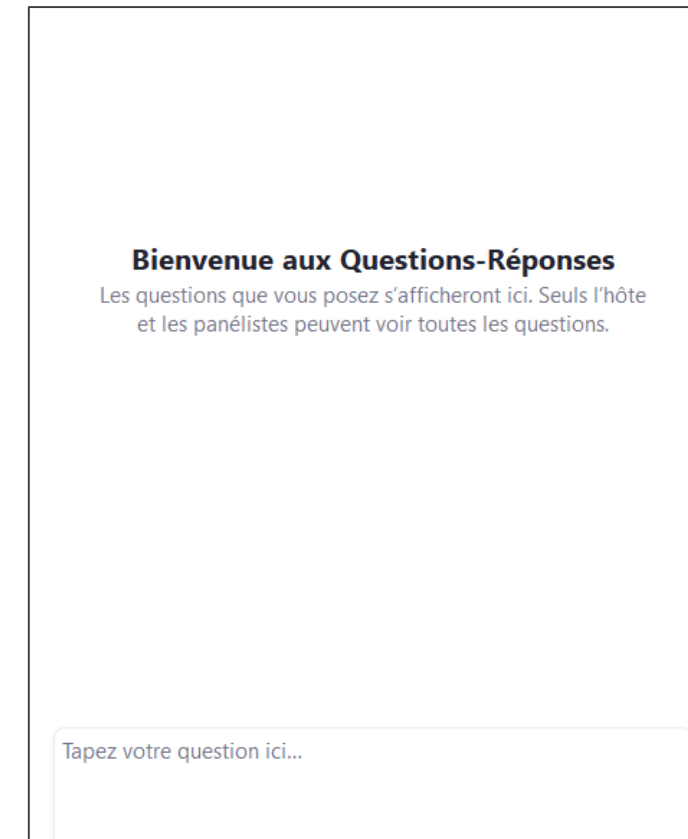 Bienvenue aux Questions-Réponses
Les questions que vous posez s’afficheront ici. Seuls l’hôte
et les panélistes peuvent voir toutes les questions.
Tapez votre question ici...